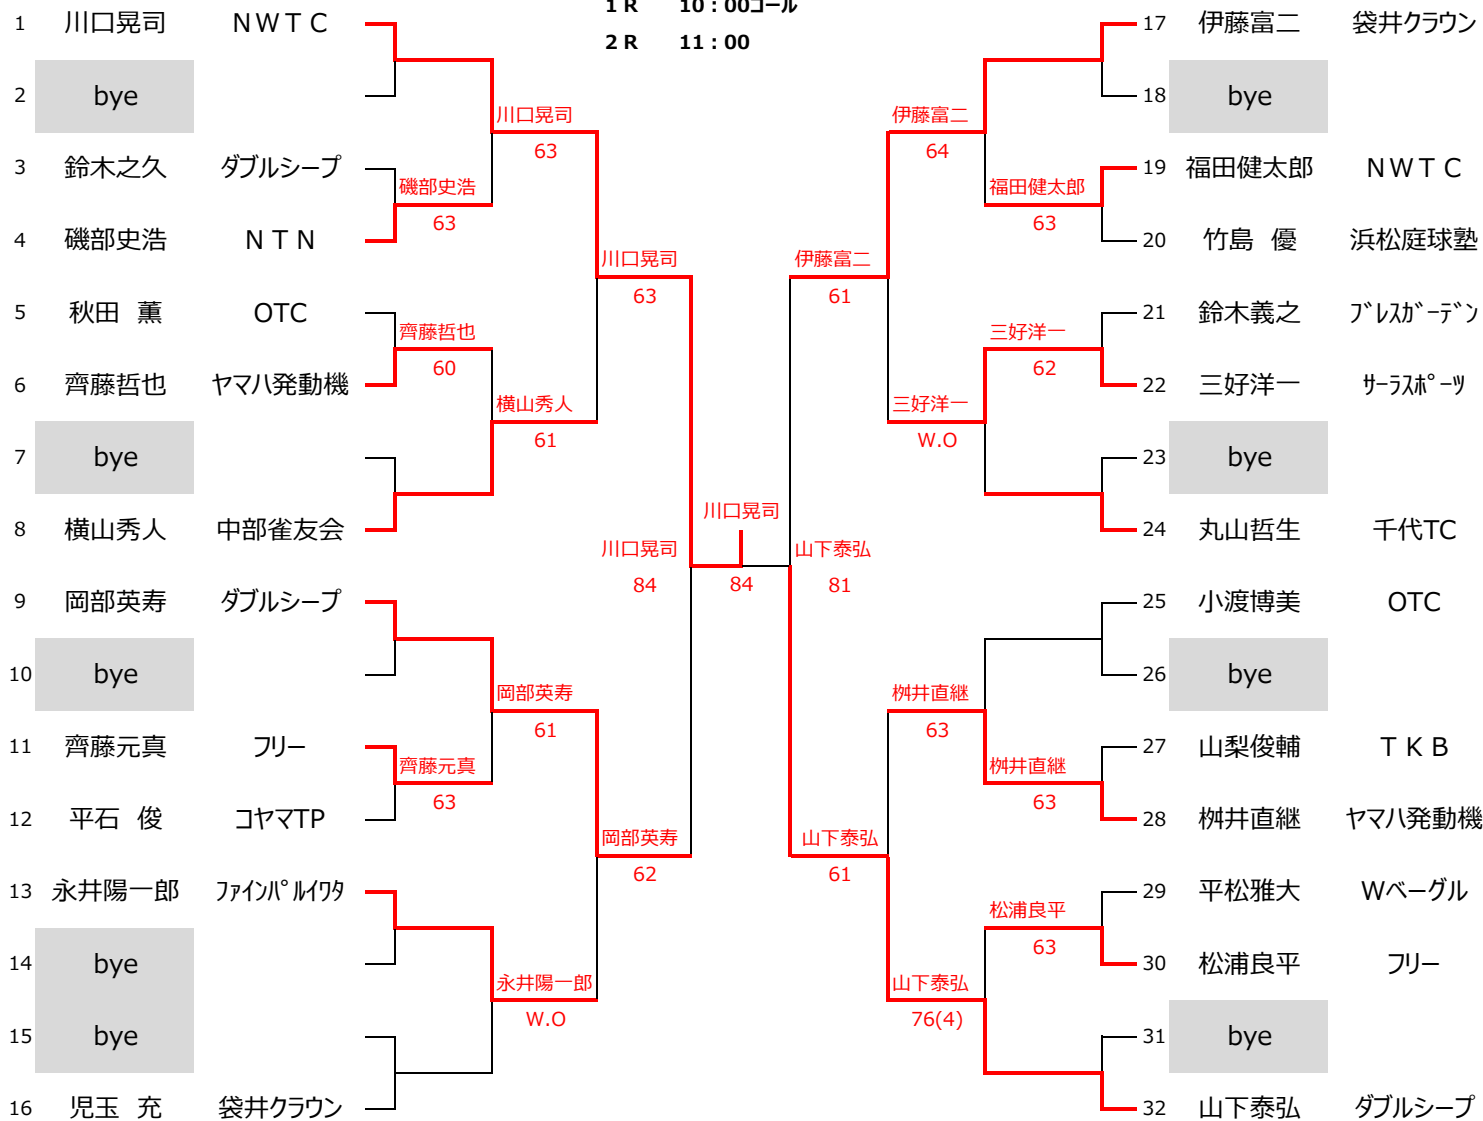 1 R 10：00コール
2 R 11：00
1 川口晃司 NWTC
2 bye
3 鈴木之久 ダブルシープ
4 磯部史浩 NTN
5 秋田 薫 OTC
6 齊藤哲也 ヤマハ発動機
7 bye
8 横山秀人 中部雀友会
9 岡部英寿 ダブルシープ
10 bye
11 齊藤元真 フリー
12 平石 俊 コヤマTP
13 永井陽一郎 ファインパルイワタ
14 bye
15 bye
16 児玉 充 袋井クラウン
磯部史浩
63
齊藤哲也
60
齊藤元真
63
川口晃司
63
横山秀人
61
岡部英寿
61
永井陽一郎
W.O
川口晃司
63
岡部英寿
62
川口晃司
84
川口晃司
84
山下泰弘
81
伊藤富二
61
山下泰弘
61
伊藤富二
64
三好洋一
W.O
桝井直継
63
山下泰弘
76(4)
福田健太郎
63
三好洋一
62
桝井直継
63
松浦良平
63
17 伊藤富二 袋井クラウン
18 bye
19 福田健太郎 NWTC
20 竹島 優 浜松庭球塾
21 鈴木義之 ブレスガーデン
22 三好洋一 サーラスポーツ
23 bye
24 丸山哲生 千代TC
25 小渡博美 OTC
26 bye
27 山梨俊輔 TKB
28 桝井直継 ヤマハ発動機
29 平松雅大 Wベーグル
30 松浦良平 フリー
31 bye
32 山下泰弘 ダブルシープ